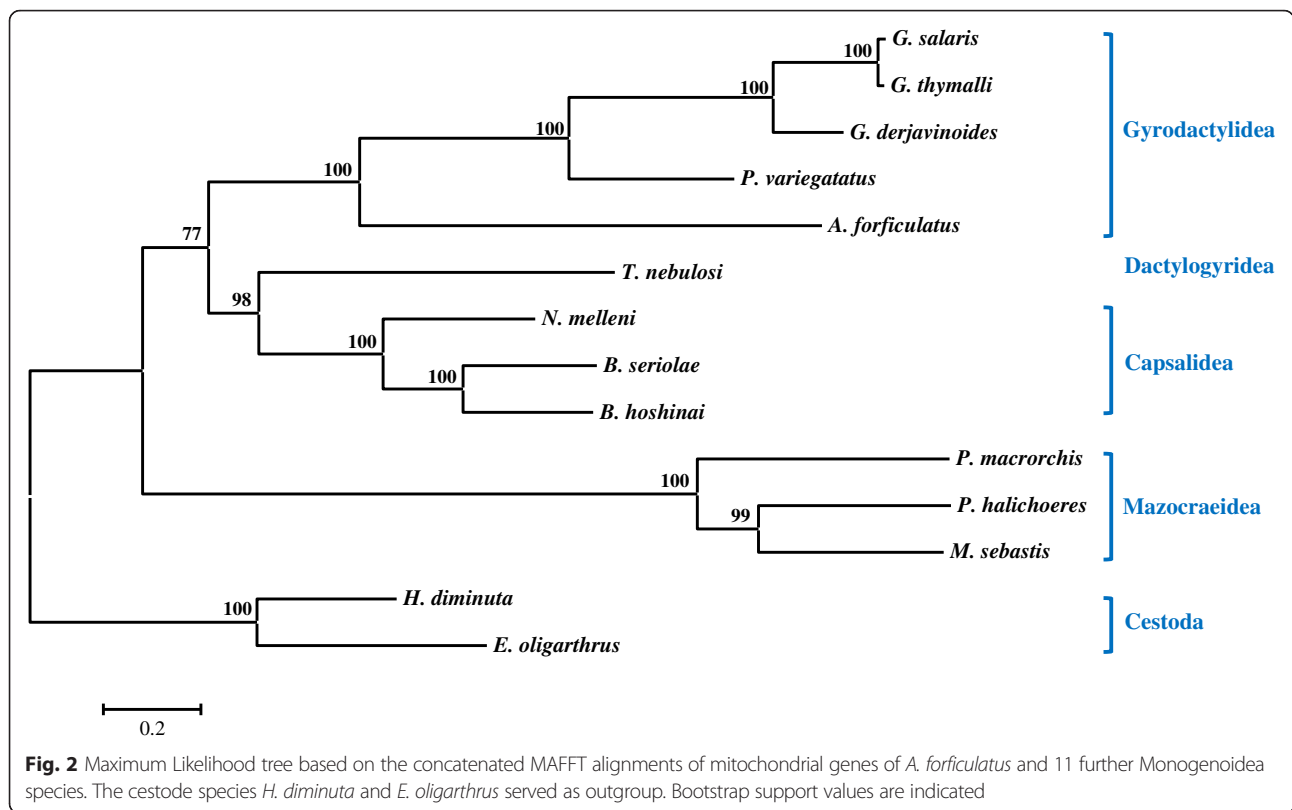 100
G. salaris
G. thymalli
100
G. derjavinoides
100
P. variegatatus
100
A. forficulatus
Gyrodactylidea
77
T. nebulosi
Dactylogyridea
98
N. melleni
100
B. seriolae
100
B. hoshinai
Capsalidea
P. macrorchis
100
P. halichoeres
99
M. sebastis
Mazocraeidea
H. diminuta
100
E. oligarthrus
Cestoda
0.2
Fig. 2 Maximum Likelihood tree based on the concatenated MAFFT alignments of mitochondrial genes of A. forficulatus and 11 further Monogenoidea
species. The cestode species H. diminuta and E. oligarthrus served as outgroup. Bootstrap support values are indicated